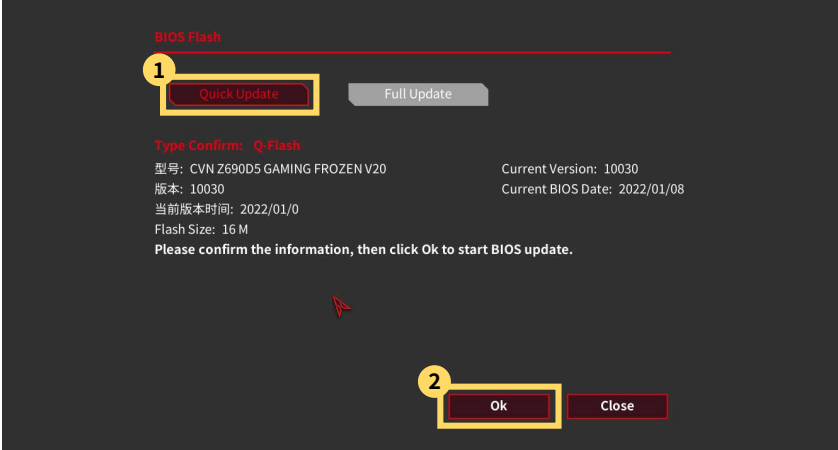 BIOS Flash
1
Quick Update Full Update
Type Confirm: Q-Flash
型号: CVN Z690D5 GAMING FROZEN V20 Current Version: 10030
版本: 10030 Current BIOS Date: 2022/01/08
当前版本时间: 2022/01/0
Flash Size: 16 M
Please confirm the information, then click Ok to start BIOS update.
2
Ok Close